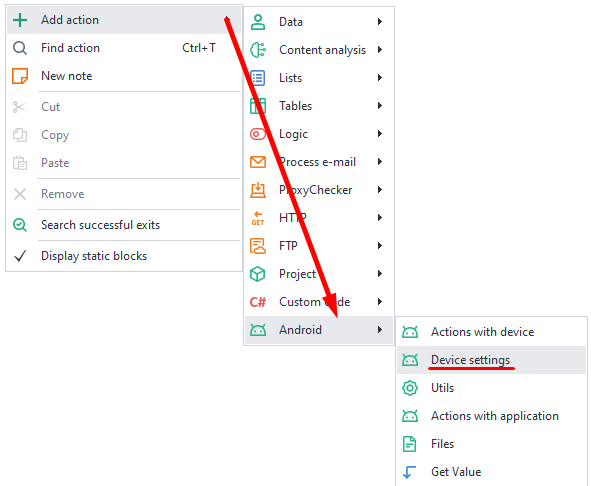 Add action
Find action Ctrl+T
New note
Cut
Copy
Paste
Remove
Search successful exits
Display static blocks
Data
Content analysis
Lists
Tables
Logic
Process e-mail
ProxyChecker
GET HTTP
FTP
Project
C# Custom code
Android
Actions with device
Device settings
Utils
Actions with application
Files
Get Value